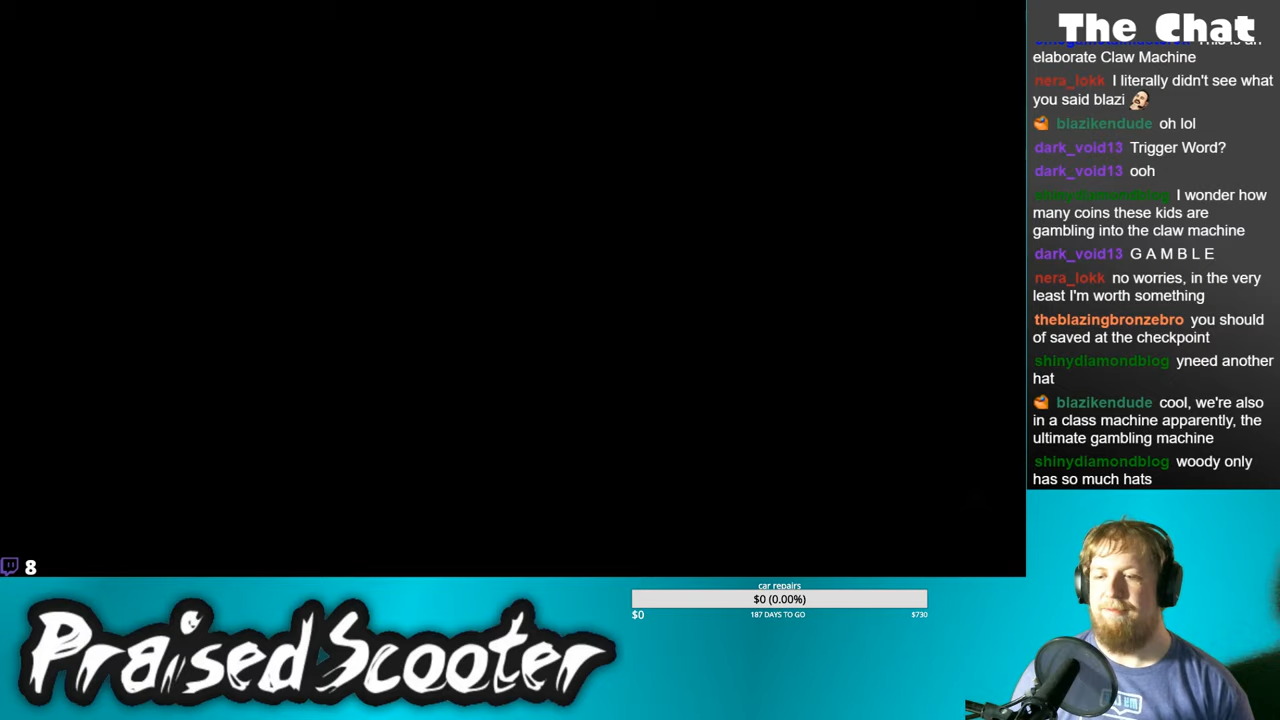 The Chat
elaborate Claw Machine
nera_lokk I literally didn't see what
you said blazi
blazikendude oh lol
dark_void13 Trigger Word?
dark_void13 ooh
shinydiamondblog I wonder how
many coins these kids are
gambling into the claw machine
dark_void13 G A M B L E
nera_lokk no worries, in the very
least I'm worth something
theblazingbronzebro you should
of saved at the checkpoint
shinydiamondblog yneed another
hat
blazikendude cool, we're also
in a class machine apparently, the
ultimate gambling machine
shinydiamondblog woody only
has so much hats
8
car repairs
$0 (0.00%)
$0 187 DAYS TO GO $730
PraisedScooter